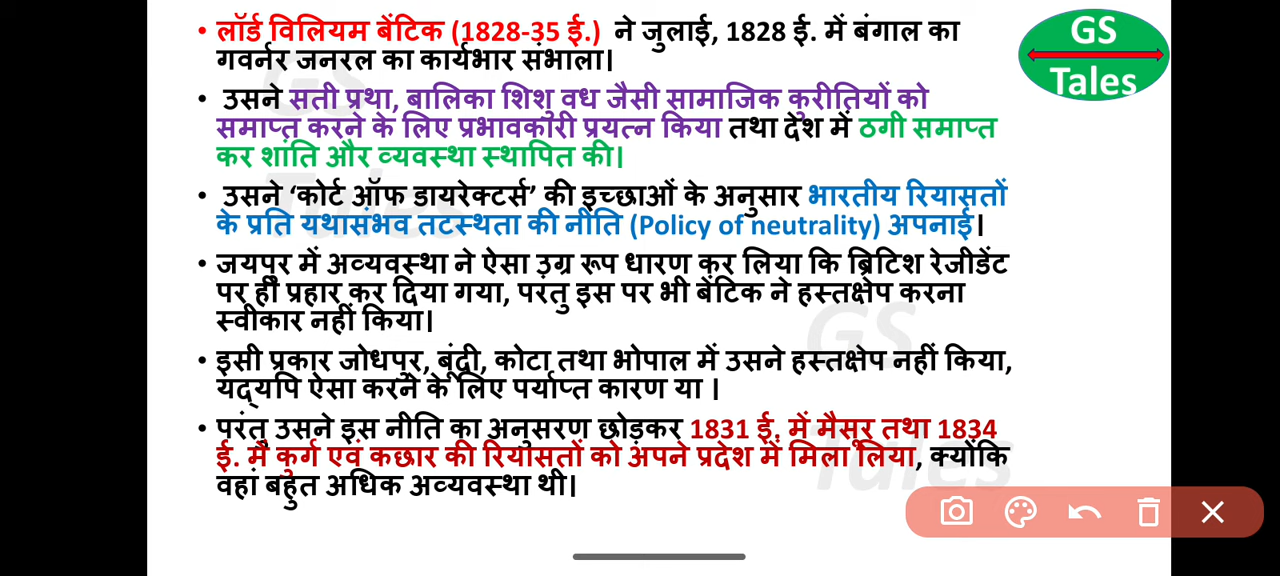 • लॉर्ड विलियम बेंटिक (1828-35 ई.) ने जुलाई, 1828 ई. में बंगाल का
गवर्नर जनरल का कार्यभार संभाला।
• उसने सती प्रथा, बालिका शिशु वध जैसी सामाजिक कुरीतियों को
समाप्त करने के लिए प्रभावकारी प्रयत्न किया तथा देश में ठगी समाप्त
कर शांति और व्यवस्था स्थापित की।
• उसने ‘कोर्ट ऑफ डायरेक्टर्स’ की इच्छाओं के अनुसार भारतीय रियासतों
के प्रति यथासंभव तटस्थता की नीति (Policy of neutrality) अपनाई।
• जयपुर में अव्यवस्था ने ऐसा उग्र रूप धारण कर लिया कि ब्रिटिश रेजीडेंट
पर ही प्रहार कर दिया गया, परंतु इस पर भी बेंटिक ने हस्तक्षेप करना
स्वीकार नहीं किया।
• इसी प्रकार जोधपुर, बूंदी, कोटा तथा भोपाल में उसने हस्तक्षेप नहीं किया,
यद्यपि ऐसा करने के लिए पर्याप्त कारण या ।
• परंतु उसने इस नीति का अनुसरण छोड़कर 1831 ई. में मैसूर तथा 1834
ई. मैं कुर्ग एवं कछार की रियासतों को अपने प्रदेश में मिला लिया, क्योंकि
वहां बहुत अधिक अव्यवस्था थी।
GS
Tales
GS
Tales
GS
Tales